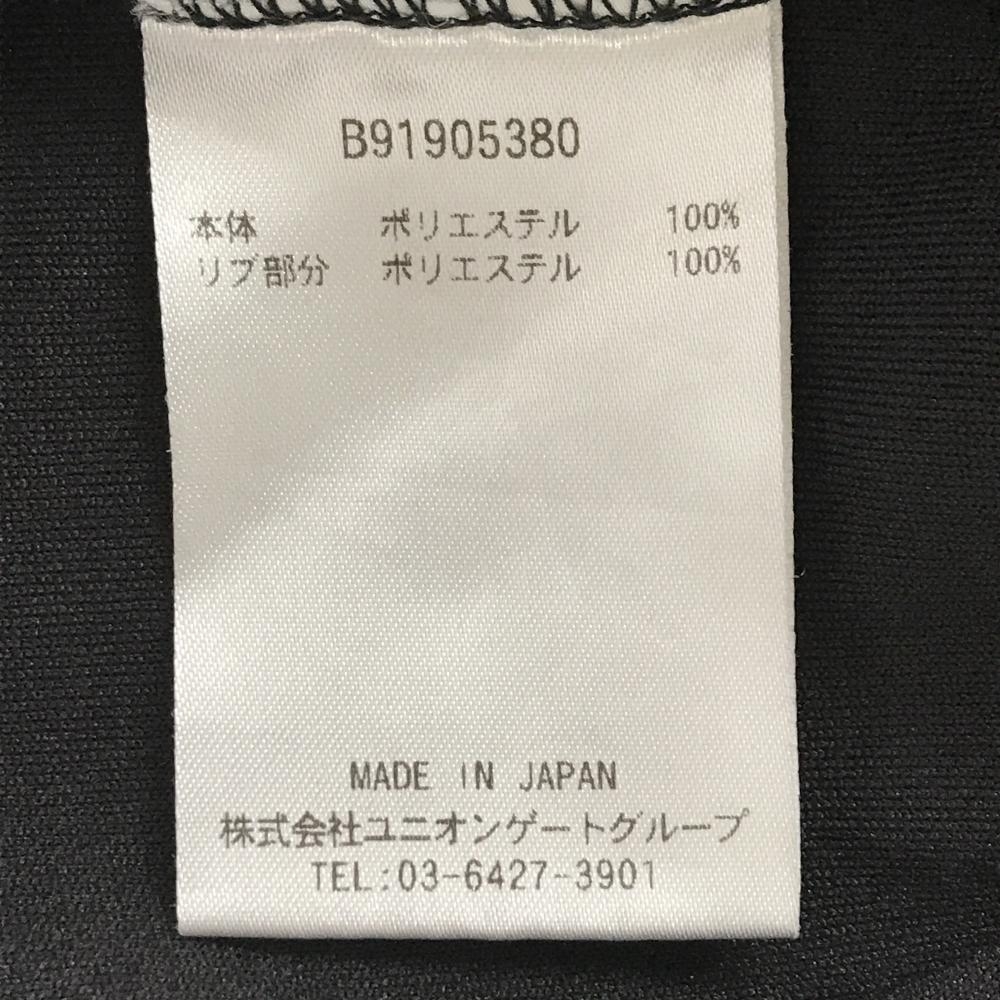 B91905380
本体 ポリエステル 100%
リブ部分 ポリエステル 100%
MADE IN JAPAN
株式会社ユニオンゲートグループ
TEL:03-6427-3901